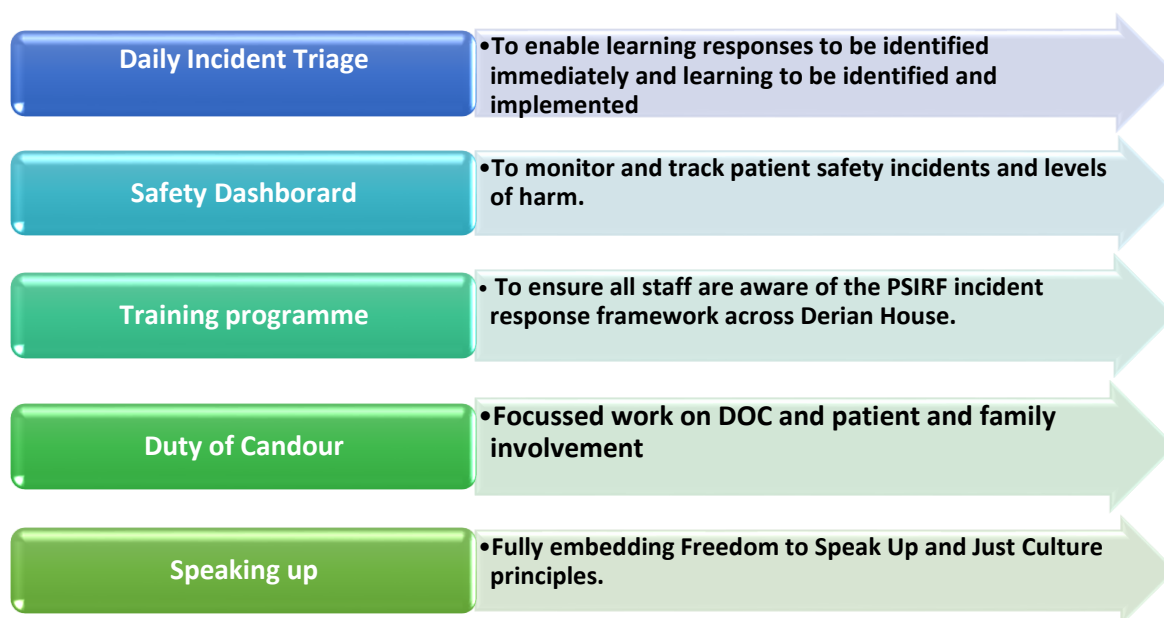 Daily Incident Triage
•To enable learning responses to be identified
immediately and learning to be identified and
implemented
Safety Dashborard
•To monitor and track patient safety incidents and levels
of harm.
Training programme
• To ensure all staff are aware of the PSIRF incident
response framework across Derian House.
Duty of Candour
•Focussed work on DOC and patient and family
involvement
Speaking up
•Fully embedding Freedom to Speak Up and Just Culture
principles.